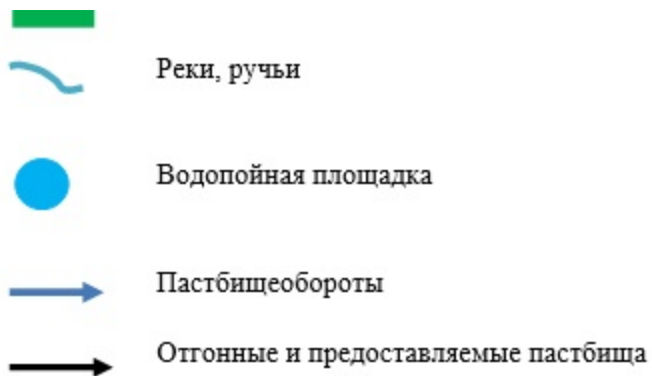 Реки, ручьи
Водопойная площадка
Пастбищеобороты
Отгонные и предоставляемые пастбища